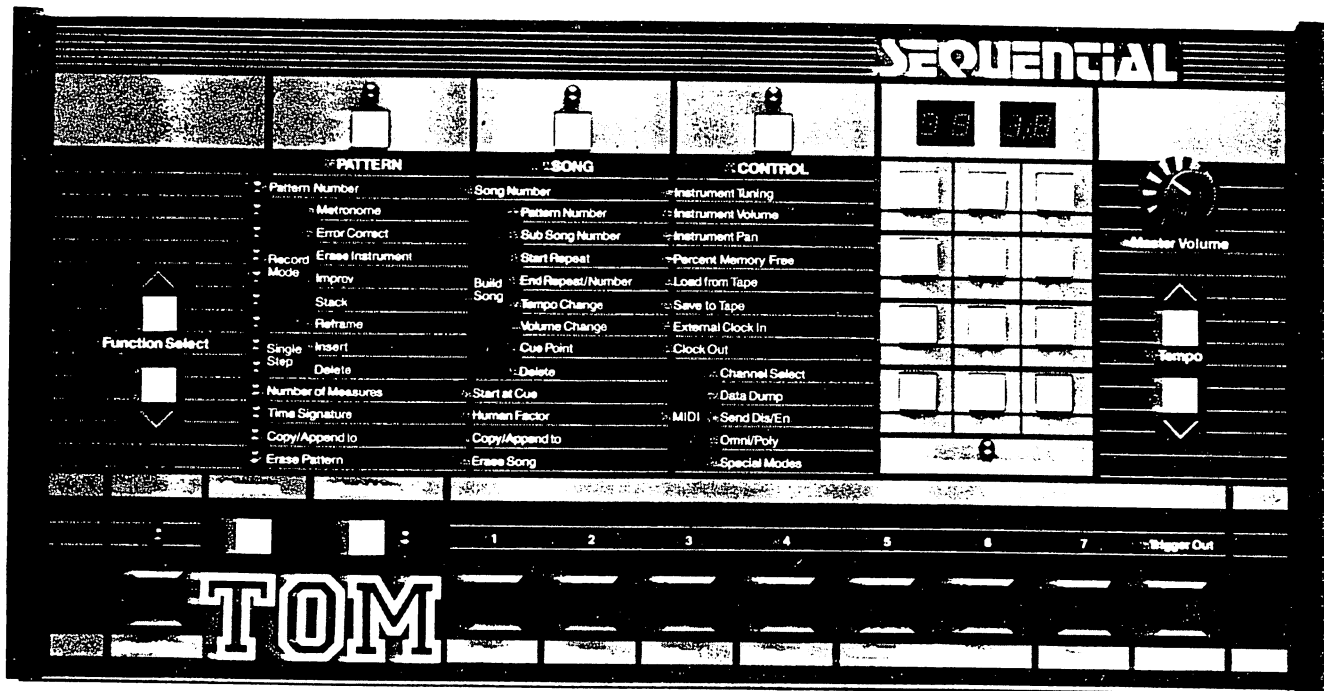 SEQUENTIAL
PATTERN
Pattern Number
Metronome
Error Correct
Record Mode
Erase Instrument
Improv
Stack
Reframe
Single Step
Insert
Delete
Number of Measures
Time Signature
Copy/Append to
Erase Pattern
SONG
Song Number
Pattern Number
Sub Song Number
Start Repeat
Build Song
End Repeat/Number
Tempo Change
Volume Change
Cue Point
Delete
Start at Cue
Human Factor
Copy/Append to
Erase Song
CONTROL
Instrument Tuning
Instrument Volume
Instrument Pan
Percent Memory Free
Load from Tape
Save to Tape
External Clock In
Clock Out
Channel Select
Data Dump
MIDI
Send Dis/En
Omni/Poly
Special Modes
Function Select
Master Volume
Tempo
1 2 3 4 5 6 7 Trigger Out
TOM